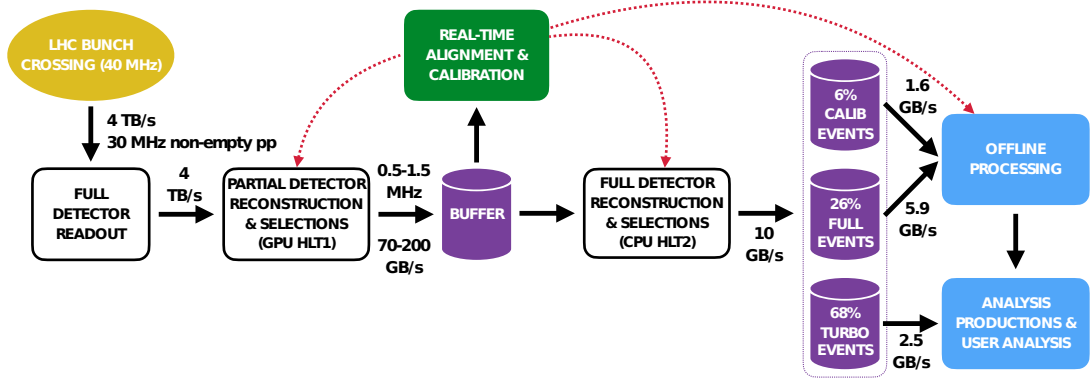 LHC BUNCH
CROSSING (40 MHz)
4 TB/s
30 MHz non-empty pp
FULL
DETECTOR
READOUT
4
TB/s
PARTIAL DETECTOR
RECONSTRUCTION
& SELECTIONS
(GPU HLT1)
0.5-1.5
MHz
70-200
GB/s
REAL-TIME
ALIGNMENT &
CALIBRATION
BUFFER
FULL DETECTOR
RECONSTRUCTION
& SELECTIONS
(CPU HLT2)
10
GB/s
6%
CALIB
EVENTS
26%
FULL
EVENTS
68%
TURBO
EVENTS
1.6
GB/s
5.9
GB/s
2.5
GB/s
OFFLINE
PROCESSING
ANALYSIS
PRODUCTIONS &
USER ANALYSIS